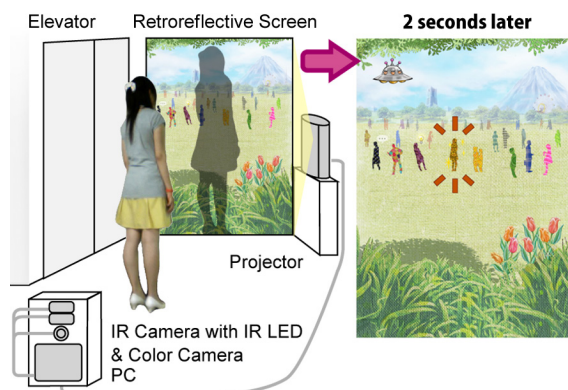 Elevator
Retroreflective Screen
2 seconds later
Projector
IR Camera with IR LED
& Color Camera
PC